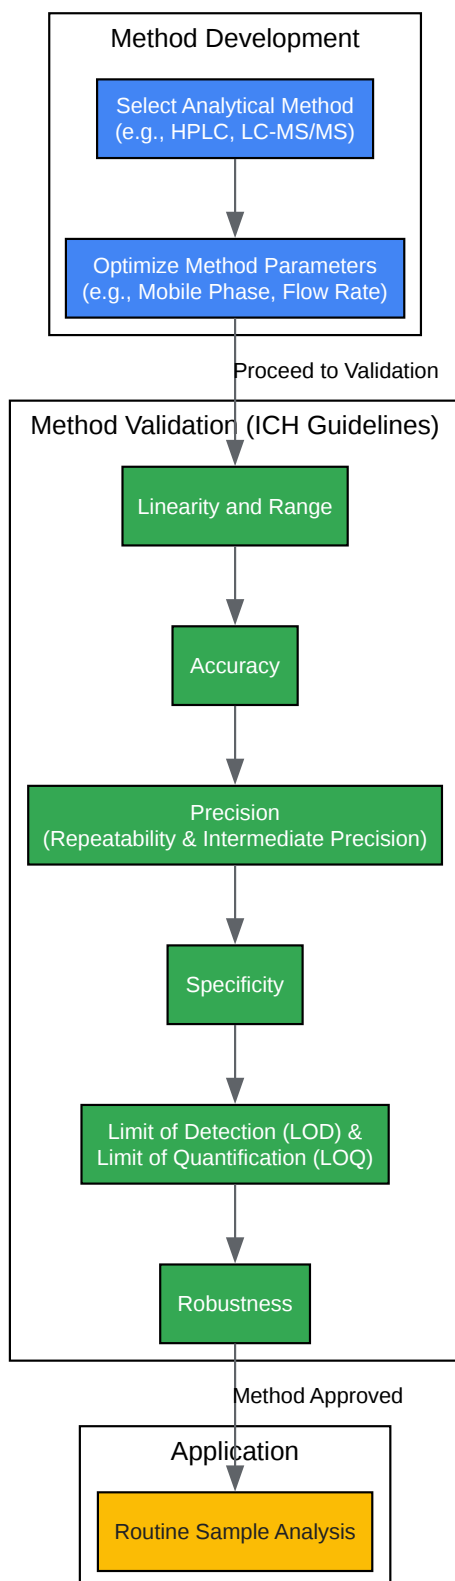 Method Development
Select Analytical Method
(e.g., HPLC, LC-MS/MS)
Optimize Method Parameters
(e.g., Mobile Phase, Flow Rate)
Proceed to Validation
Method Validation (ICH Guidelines)
Linearity and Range
Accuracy
Precision
(Repeatability & Intermediate Precision)
Specificity
Limit of Detection (LOD) &
Limit of Quantification (LOQ)
Robustness
Method Approved
Application
Routine Sample Analysis